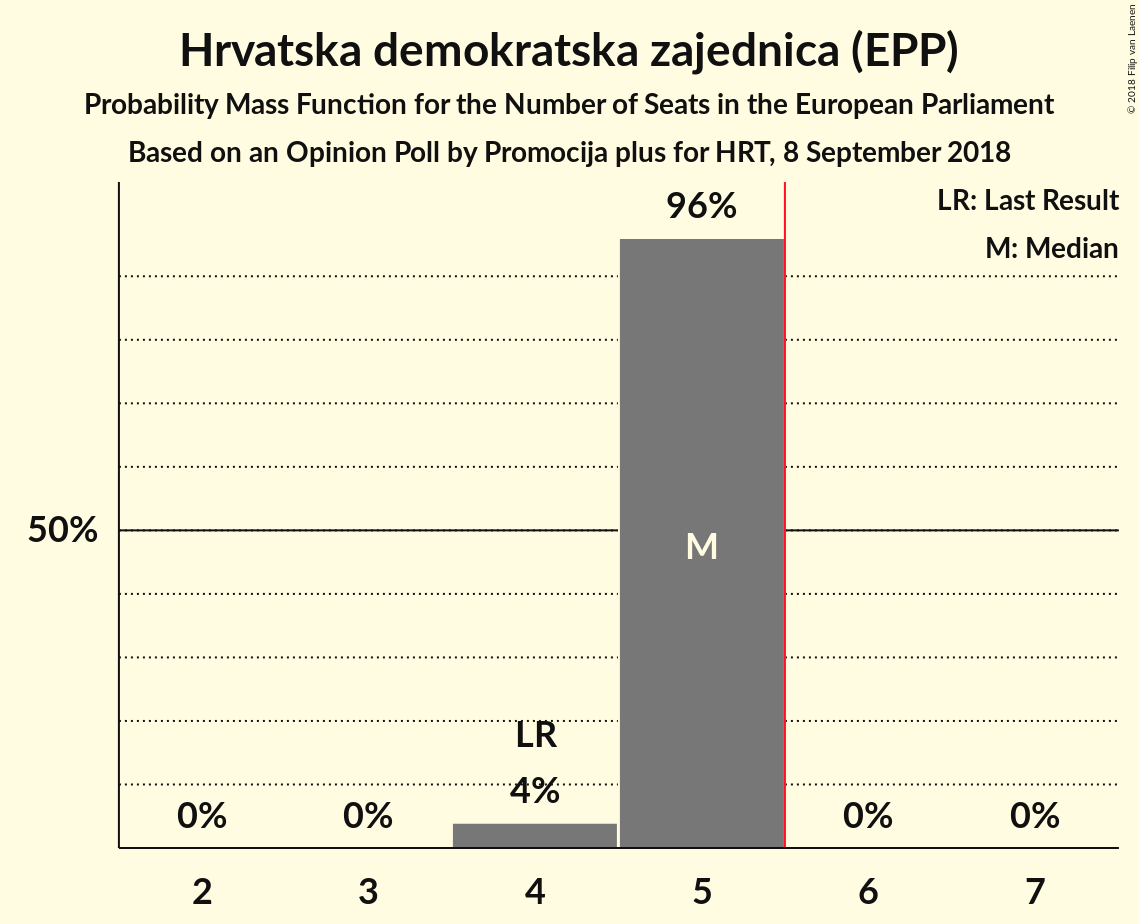 Hrvatska demokratska zajednica (EPP)
Probability Mass Function for the Number of Seats in the European Parliament
Based on an Opinion Poll by Promocija plus for HRT, 8 September 2018
© 2018 Filip van Laenen
LR: Last Result
M: Median
96%
50%
M
LR
4%
0%
0%
0%
0%
2
3
4
5
6
7